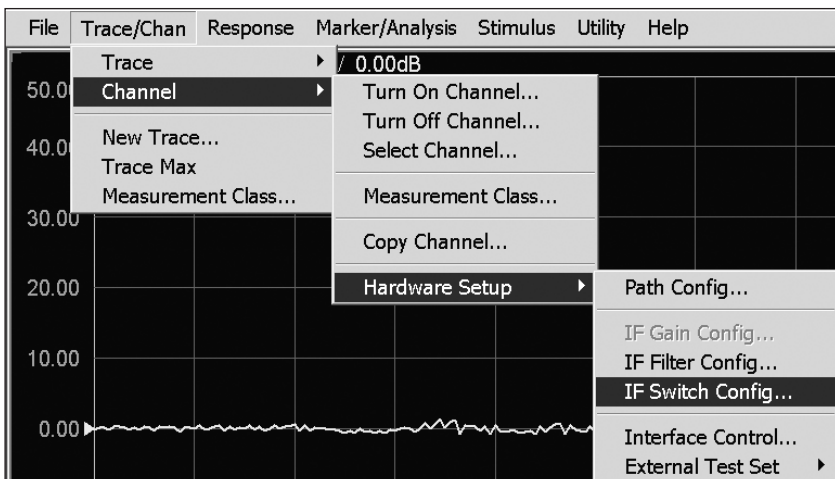 File Trace/Chan Response Marker/Analysis Stimulus Utility Help
Trace
Channel
New Trace...
Trace Max
Measurement Class...
/ 0.00dB
50.0
40.0
30.00
20.00
10.00
0.00
Turn On Channel...
Turn Off Channel...
Select Channel...
Measurement Class...
Copy Channel...
Hardware Setup
Path Config...
IF Gain Config...
IF Filter Config...
IF Switch Config...
Interface Control...
External Test Set